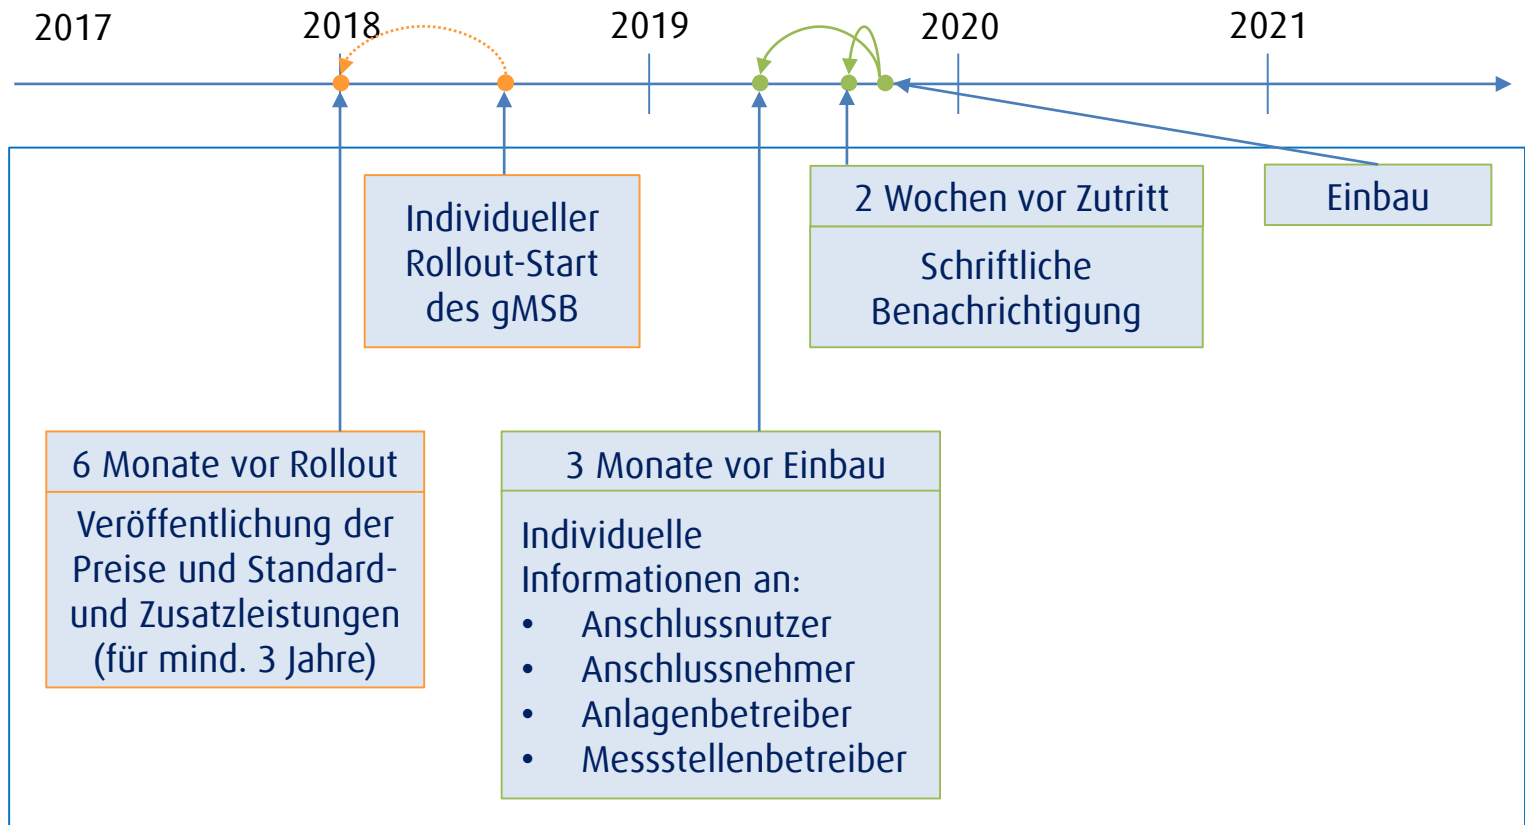 2017
2018
2019
2020
2021
Individueller
Rollout-Start
des gMSB
2 Wochen vor Zutritt
Schriftliche
Benachrichtigung
Einbau
6 Monate vor Rollout
Veröffentlichung der
Preise und Standard-
und Zusatzleistungen
(für mind. 3 Jahre)
3 Monate vor Einbau
Individuelle
Informationen an:
• Anschlussnutzer
• Anschlussnehmer
• Anlagenbetreiber
• Messstellenbetreiber